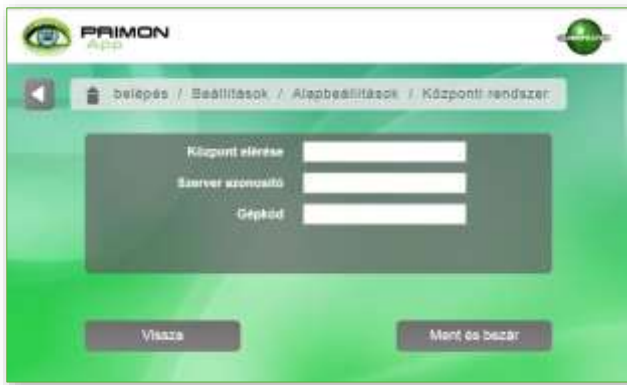 PRIMON
App
belépés / Beállítások / Alapbeállítások / Központi rendszer
Központ elérése
Szerver azonosító
Gépkód
Vissza
Ment és bezár